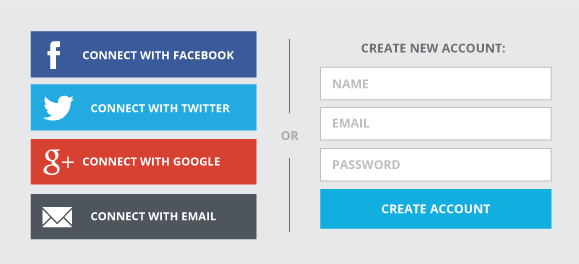 CONNECT WITH FACEBOOK
CONNECT WITH TWITTER
g+ CONNECT WITH GOOGLE
CONNECT WITH EMAIL
OR
CREATE NEW ACCOUNT:
NAME
EMAIL
PASSWORD
CREATE ACCOUNT